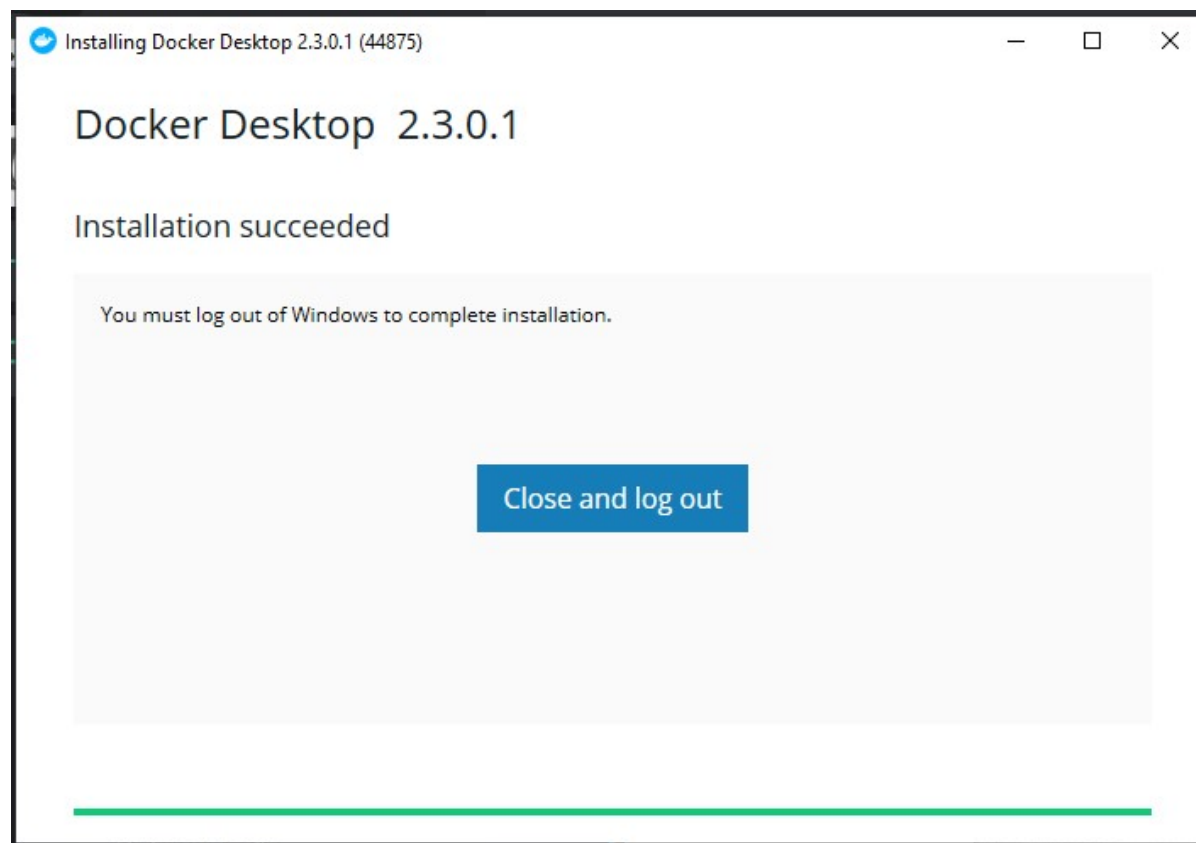 Installing Docker Desktop 2.3.0.1 (44875)
Docker Desktop 2.3.0.1
Installation succeeded
You must log out of Windows to complete installation.
Close and log out